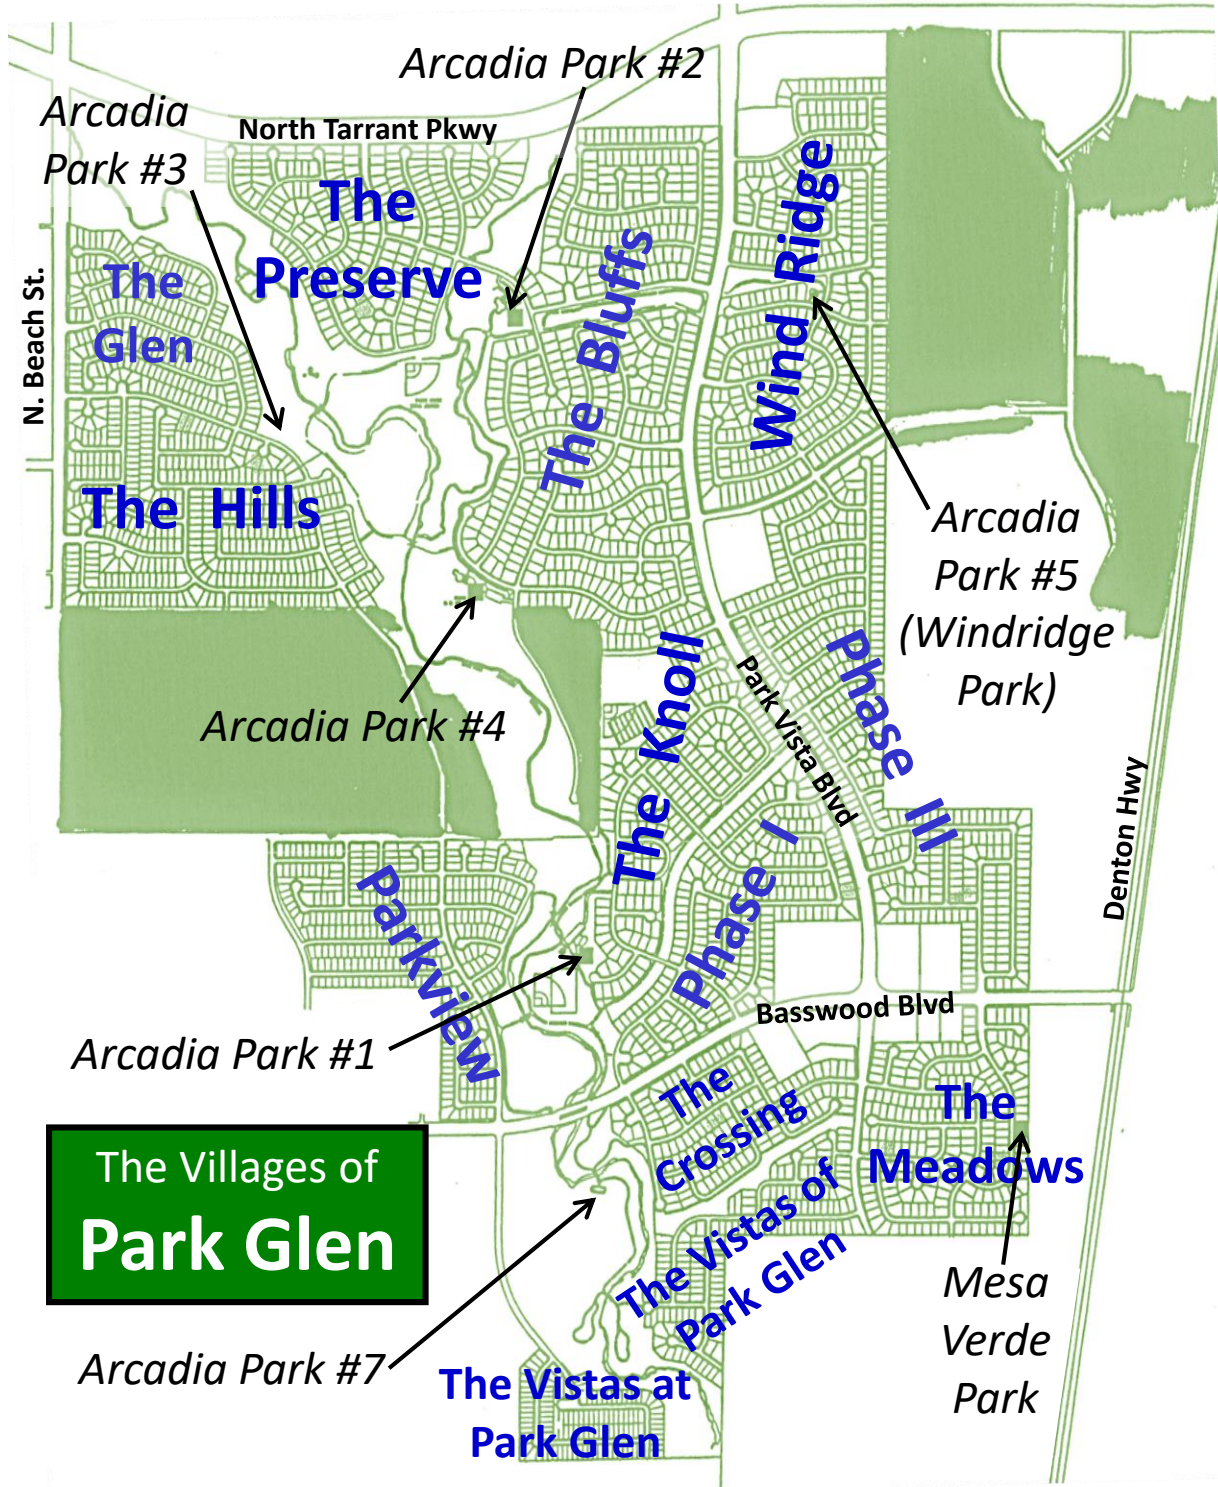 Arcadia Park #2
Arcadia
Park #3
North Tarrant Pkwy
The
Preserve
The
Glen
N. Beach St.
The Bluffs
Wind Ridge
The Hills
Arcadia
Park #5
(Windridge
Park)
Arcadia Park #4
The Knoll
Park Vista Blvd
Phase III
Denton Hwy
Phase I
Parkview
Basswood Blvd
Arcadia Park #1
The
Crossing
The
Meadows
The Villages of
Park Glen
The Vistas of
Park Glen
Mesa
Verde
Park
Arcadia Park #7
The Vistas at
Park Glen